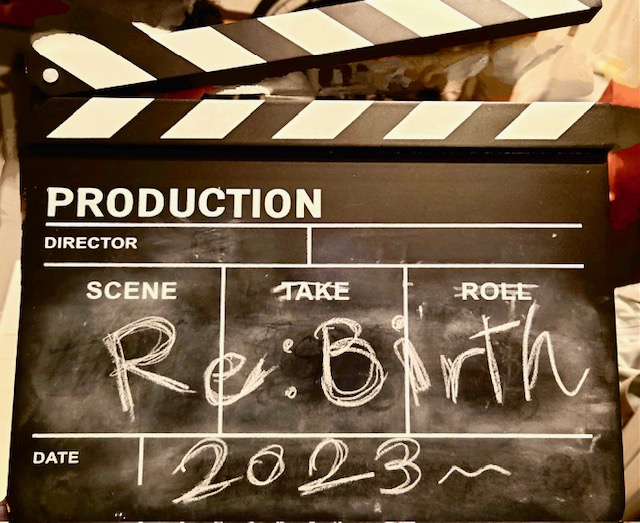 PRODUCTION
DIRECTOR
SCENE TAKE ROLL
Re:Birth
DATE 2023~